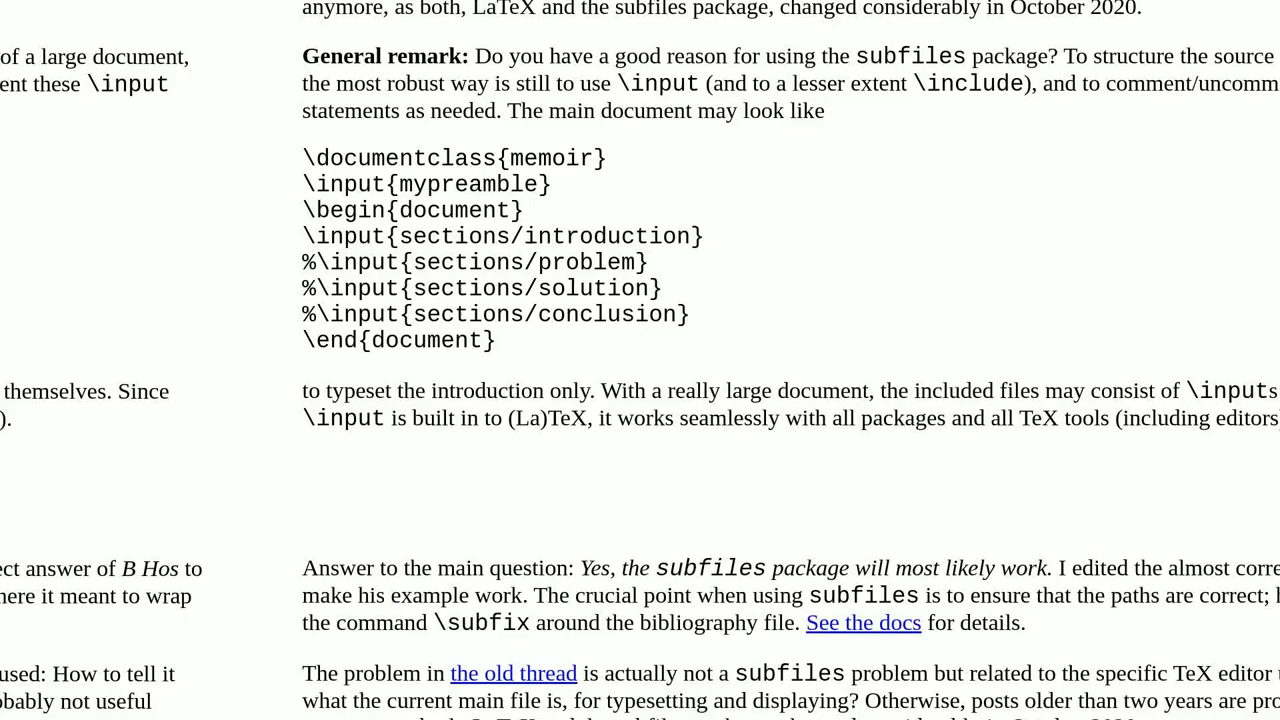 of a large document,
ent these \input
themselves. Since
).
ect answer of B Hos to
here it meant to wrap
used: How to tell it
obably not useful
anymore, as both, LaTeX and the subfiles package, changed considerably in October 2020.
General remark: Do you have a good reason for using the subfiles package? To structure the source
the most robust way is still to use \input (and to a lesser extent \include), and to comment/uncomm
statements as needed. The main document may look like
\documentclass{memoir}
\input{mypreamble}
\begin{document}
\input{sections/introduction}
%\input{sections/problem}
%\input{sections/solution}
%\input{sections/conclusion}
\end{document}
to typeset the introduction only. With a really large document, the included files may consist of \inputs
\input is built in to (La)TeX, it works seamlessly with all packages and all TeX tools (including editors)
Answer to the main question: Yes, the subfiles package will most likely work. I edited the almost corre
make his example work. The crucial point when using subfiles is to ensure that the paths are correct; h
the command \subfix around the bibliography file. See the docs for details.
The problem in the old thread is actually not a subfiles problem but related to the specific TeX editor u
what the current main file is, for typesetting and displaying? Otherwise, posts older than two years are pro